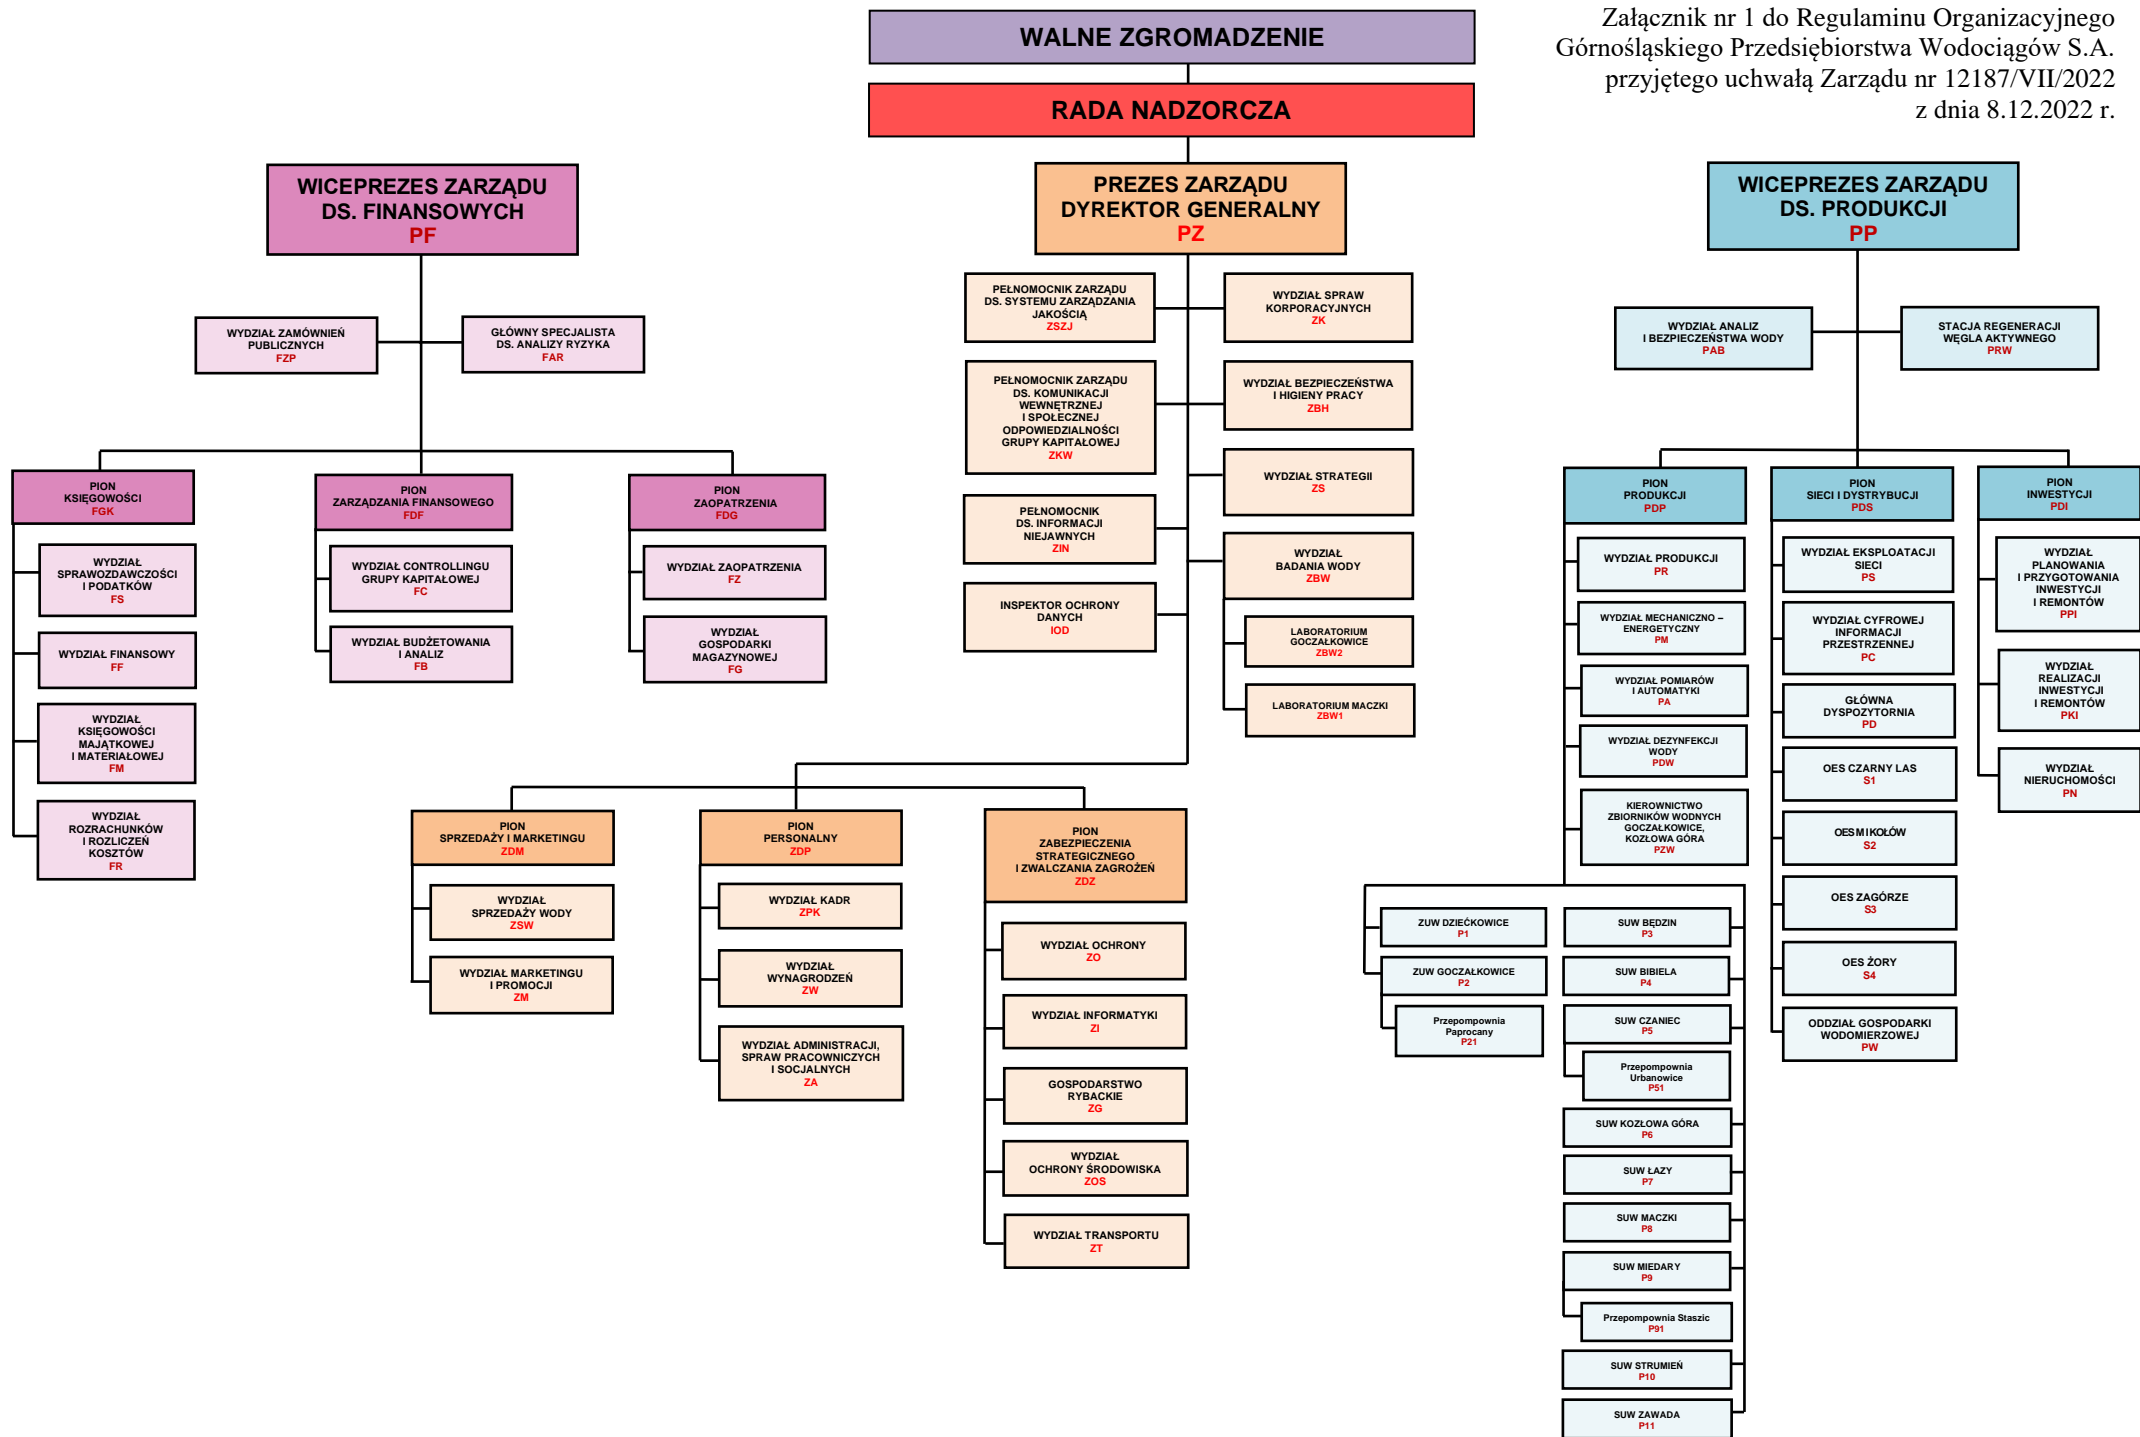 Załącznik nr 1 do Regulaminu Organizacyjnego
Górnośląskiego Przedsiębiorstwa Wodociągów S.A.
przyjętego uchwałą Zarządu nr 12187/VII/2022
z dnia 8.12.2022 r.
WALNE ZGROMADZENIE
RADA NADZORCZA
WICEPREZES ZARZĄDU
DS. FINANSOWYCH
PF
PREZES ZARZĄDU
DYREKTOR GENERALNY
PZ
WICEPREZES ZARZĄDU
DS. PRODUKCJI
PP
WYDZIAŁ ZAMÓWNIEŃ
PUBLICZNYCH
FZP
GŁÓWNY SPECJALISTA
DS. ANALIZY RYZYKA
FAR
PION
KSIĘGOWOŚCI
FGK
WYDZIAŁ
SPRAWOZDAWCZOŚCI
I PODATKÓW
FS
WYDZIAŁ FINANSOWY
FF
WYDZIAŁ
KSIĘGOWOŚCI
MAJĄTKOWEJ
I MATERIAŁOWEJ
FM
WYDZIAŁ
ROZRACHUNKÓW
I ROZLICZEŃ
KOSZTÓW
FR
PION
ZARZĄDZANIA FINANSOWEGO
FDF
WYDZIAŁ CONTROLLINGU
GRUPY KAPITAŁOWEJ
FC
WYDZIAŁ BUDŻETOWANIA
I ANALIZ
FB
PION
ZAOPATRZENIA
FDG
WYDZIAŁ ZAOPATRZENIA
FZ
WYDZIAŁ
GOSPODARKI
MAGAZYNOWEJ
FG
PEŁNOMOCNIK ZARZĄDU
DS. SYSTEMU ZARZĄDZANIA
JAKOŚCIĄ
ZSZJ
WYDZIAŁ SPRAW
KORPORACYJNYCH
ZK
PEŁNOMOCNIK ZARZĄDU
DS. KOMUNIKACJI
WEWNĘTRZNEJ
I SPOŁECZNEJ
ODPOWIEDZIALNOŚCI
GRUPY KAPITAŁOWEJ
ZKW
WYDZIAŁ BEZPIECZEŃSTWA
I HIGIENY PRACY
ZBH
WYDZIAŁ STRATEGII
ZS
PEŁNOMOCNIK
DS. INFORMACJI
NIEJAWNYCH
ZIN
WYDZIAŁ
BADANIA WODY
ZBW
INSPEKTOR OCHRONY
DANYCH
IOD
LABORATORIUM
GOCZAŁKOWICE
ZBW2
LABORATORIUM MACZKI
ZBW1
PION
SPRZEDAŻY I MARKETINGU
ZDM
WYDZIAŁ
SPRZEDAŻY WODY
ZSW
WYDZIAŁ MARKETINGU
I PROMOCJI
ZM
PION
PERSONALNY
ZDP
WYDZIAŁ KADR
ZPK
WYDZIAŁ
WYNAGRODZEŃ
ZW
WYDZIAŁ ADMINISTRACJI,
SPRAW PRACOWNICZYCH
I SOCJALNYCH
ZA
PION
ZABEZPIECZENIA
STRATEGICZNEGO
I ZWALCZANIA ZAGROŻEŃ
ZDZ
WYDZIAŁ OCHRONY
ZO
WYDZIAŁ INFORMATYKI
ZI
GOSPODARSTWO
RYBACKIE
ZG
WYDZIAŁ
OCHRONY ŚRODOWISKA
ZOS
WYDZIAŁ TRANSPORTU
ZT
WYDZIAŁ ANALIZ
I BEZPIECZEŃSTWA WODY
PAB
STACJA REGENERACJI
WĘGLA AKTYWNEGO
PRW
PION
PRODUKCJI
PDP
WYDZIAŁ PRODUKCJI
PR
WYDZIAŁ MECHANICZNO –
ENERGETYCZNY
PM
WYDZIAŁ POMIARÓW
I AUTOMATYKI
PA
WYDZIAŁ DEZYNFEKCJI
WODY
PDW
KIEROWNICTWO
ZBIORNIKÓW WODNYCH
GOCZAŁKOWICE,
KOZŁOWA GÓRA
PZW
ZUW DZIEĆKOWICE
P1
ZUW GOCZAŁKOWICE
P2
Przepompownia
Paprocany
P21
SUW BĘDZIN
P3
SUW BIBIELA
P4
SUW CZANIEC
P5
Przepompownia
Urbanowice
P51
SUW KOZŁOWA GÓRA
P6
SUW ŁAZY
P7
SUW MACZKI
P8
SUW MIEDARY
P9
Przepompownia Staszic
P91
SUW STRUMIEŃ
P10
SUW ZAWADA
P11
PION
SIECI I DYSTRYBUCJI
PDS
WYDZIAŁ EKSPLOATACJI
SIECI
PS
WYDZIAŁ CYFROWEJ
INFORMACJI
PRZESTRZENNEJ
PC
GŁÓWNA
DYSPOZYTORNIA
PD
OES CZARNY LAS
S1
OES MIKOŁÓW
S2
OES ZAGÓRZE
S3
OES ŻORY
S4
ODDZIAŁ GOSPODARKI
WODOMIERZOWEJ
PW
PION
INWESTYCJI
PDI
WYDZIAŁ
PLANOWANIA
I PRZYGOTOWANIA
INWESTYCJI
I REMONTÓW
PPI
WYDZIAŁ
REALIZACJI
INWESTYCJI
I REMONTÓW
PKI
WYDZIAŁ
NIERUCHOMOŚCI
PN